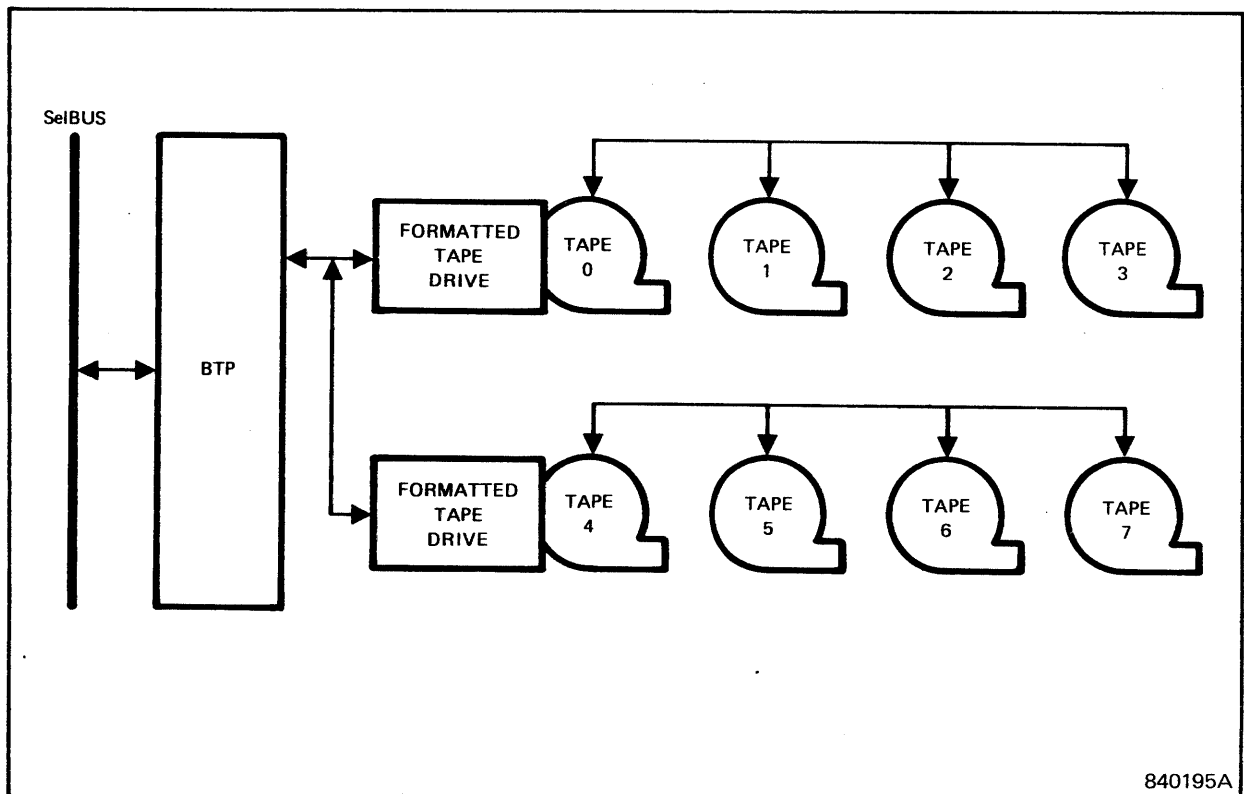 SelBUS
BTP
FORMATTED
TAPE
DRIVE
TAPE
0
TAPE
1
TAPE
2
TAPE
3
FORMATTED
TAPE
DRIVE
TAPE
4
TAPE
5
TAPE
6
TAPE
7
840195A